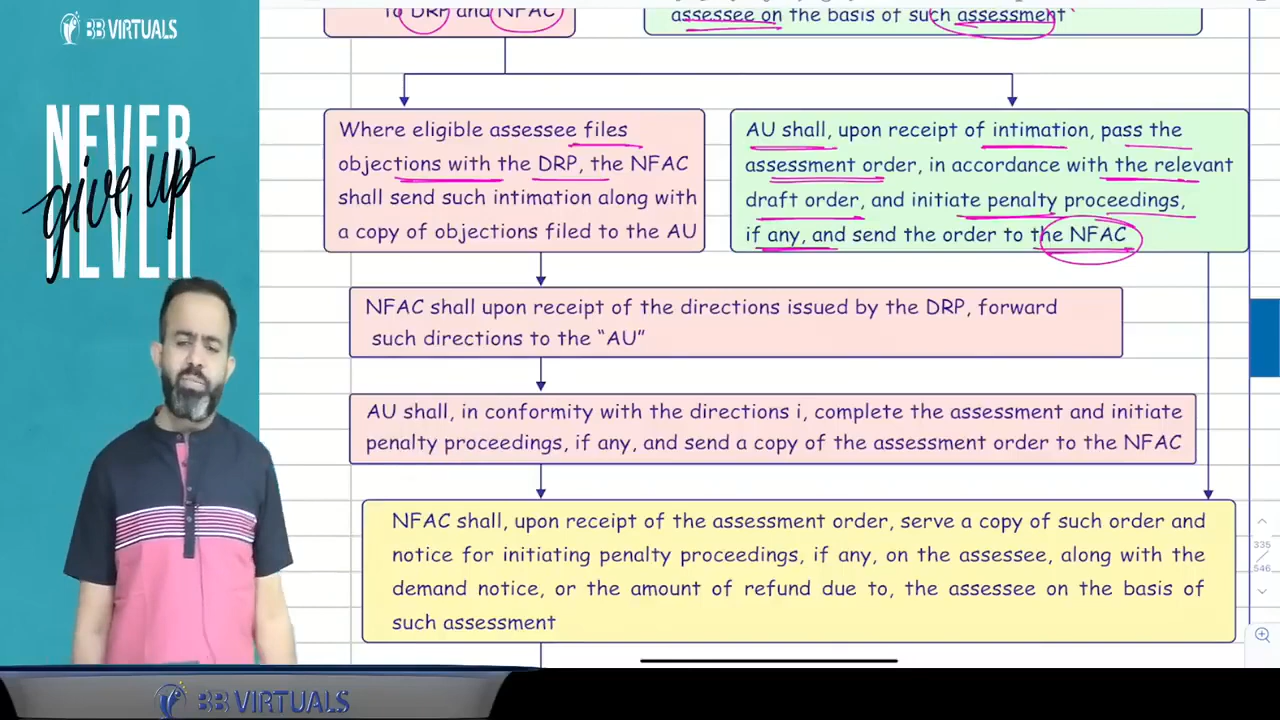 BB VIRTUALS
NEVER
give up
NEVER
to DRP and NFAC
assessee on the basis of such assessment
Where eligible assessee files
objections with the DRP, the NFAC
shall send such intimation along with
a copy of objections filed to the AU
AU shall, upon receipt of intimation, pass the
assessment order, in accordance with the relevant
draft order, and initiate penalty proceedings,
if any, and send the order to the NFAC
NFAC shall upon receipt of the directions issued by the DRP, forward
such directions to the “AU”
AU shall, in conformity with the directions i, complete the assessment and initiate
penalty proceedings, if any, and send a copy of the assessment order to the NFAC
NFAC shall, upon receipt of the assessment order, serve a copy of such order and
notice for initiating penalty proceedings, if any, on the assessee, along with the
demand notice, or the amount of refund due to, the assessee on the basis of
such assessment
335
546
BB VIRTUALS